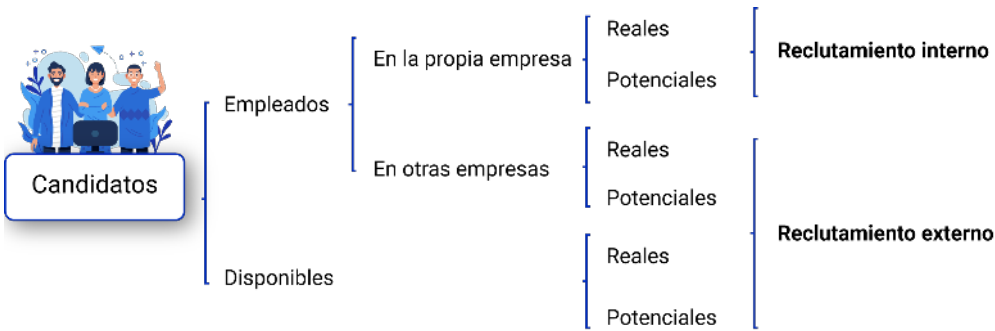 Candidatos
Empleados
En la propia empresa
Reales
Potenciales
Reclutamiento interno
En otras empresas
Reales
Potenciales
Reclutamiento externo
Disponibles
Reales
Potenciales